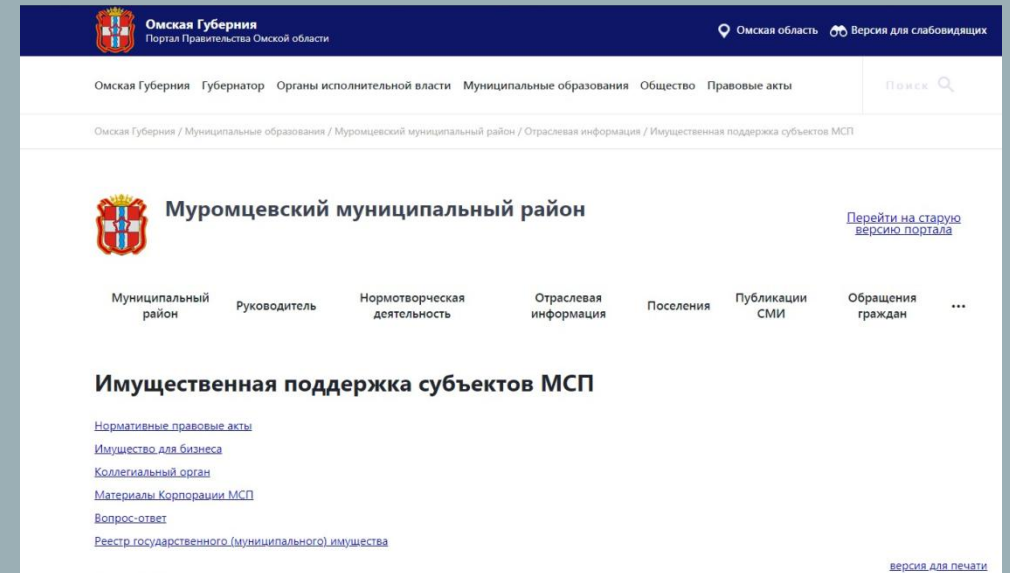 Омская Губерния
Портал Правительства Омской области
Омская область Версия для слабовидящих
Омская Губерния Губернатор Органы исполнительной власти Муниципальные образования Общество Правовые акты Поиск
Омская Губерния / Муниципальные образования / Муромцевский муниципальный район / Отраслевая информация / Имущественная поддержка субъектов МСП
Муромцевский муниципальный район
Перейти на старую
версию портала
Муниципальный
район
Руководитель
Нормотворческая
деятельность
Отраслевая
информация
Поселения
Публикации
СМИ
Обращения
граждан
...
Имущественная поддержка субъектов МСП
Нормативные правовые акты
Имущество для бизнеса
Коллегиальный орган
Материалы Корпорации МСП
Вопрос-ответ
Реестр государственного (муниципального) имущества
версия для печати